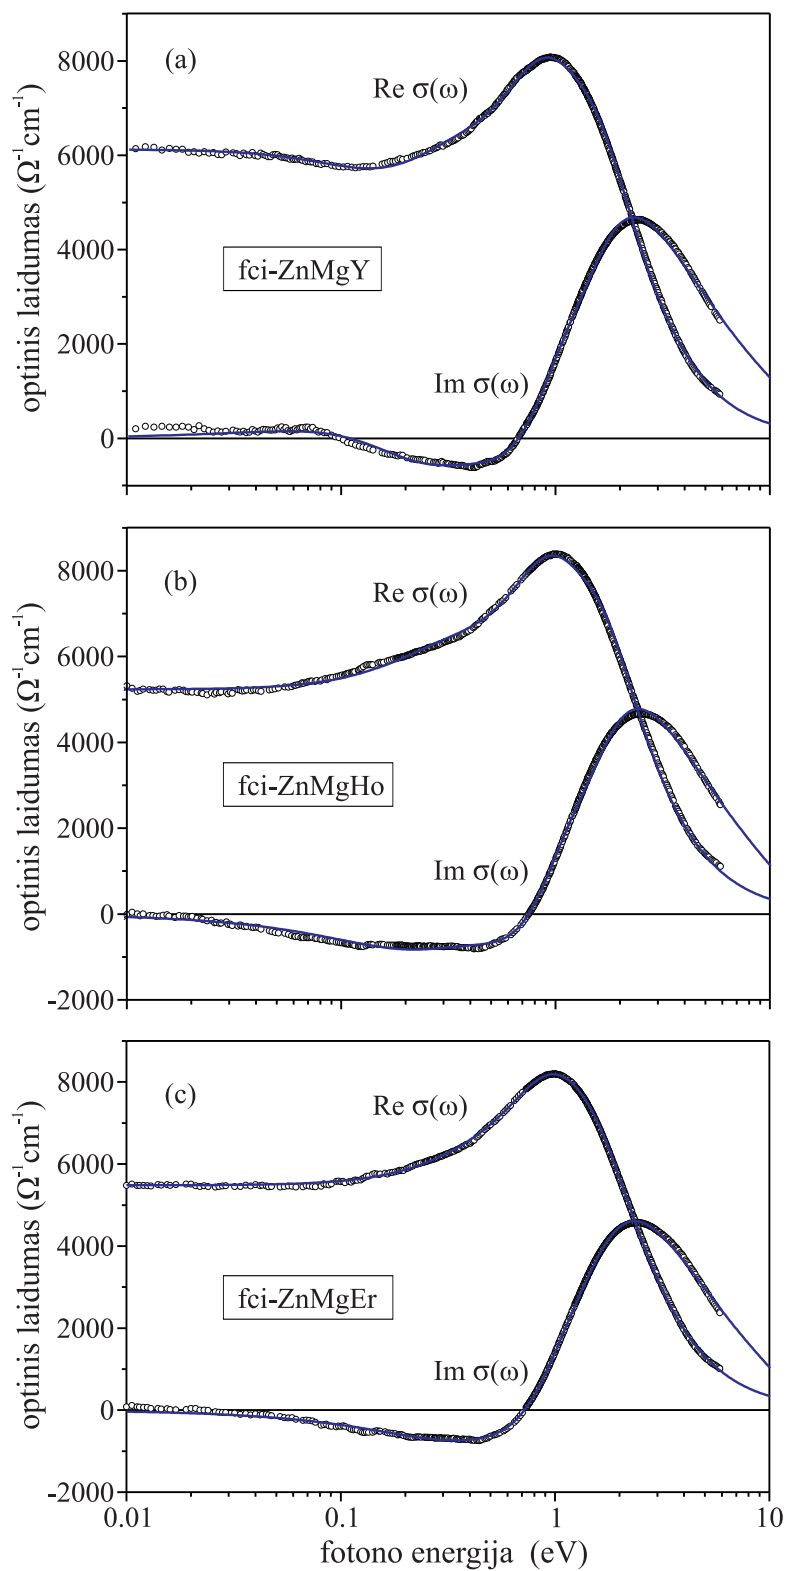 (a)
Re σ(ω)
fci-ZnMgY
Im σ(ω)
optinis laidumas (Ω⁻¹cm⁻¹)
8000
6000
4000
2000
0
(b)
Re σ(ω)
fci-ZnMgHo
Im σ(ω)
optinis laidumas (Ω⁻¹cm⁻¹)
8000
6000
4000
2000
0
-2000
(c)
Re σ(ω)
fci-ZnMgEr
Im σ(ω)
optinis laidumas (Ω⁻¹cm⁻¹)
8000
6000
4000
2000
0
-2000
0.01 0.1 1 10
fotono energija (eV)